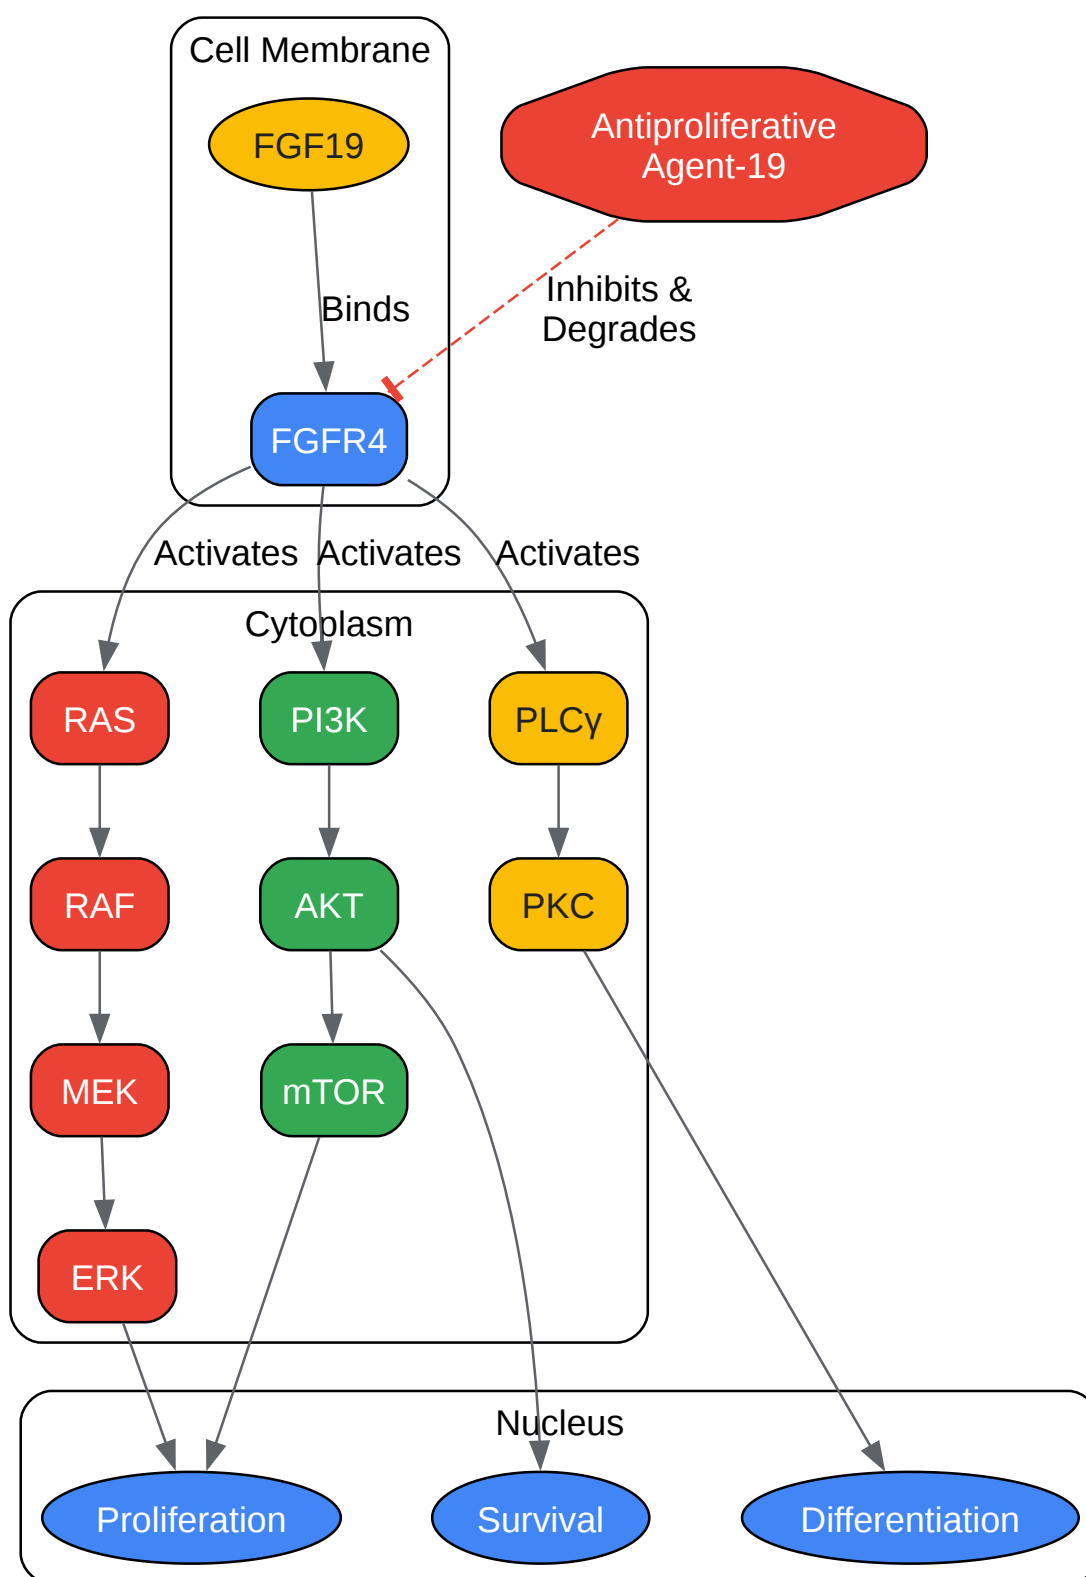 Cell Membrane
FGF19
Antiproliferative
Agent-19
Binds
Inhibits &
Degrades
FGFR4
Activates
Activates
Activates
Cytoplasm
RAS
PI3K
PLCγ
RAF
AKT
PKC
MEK
mTOR
ERK
Nucleus
Proliferation
Survival
Differentiation